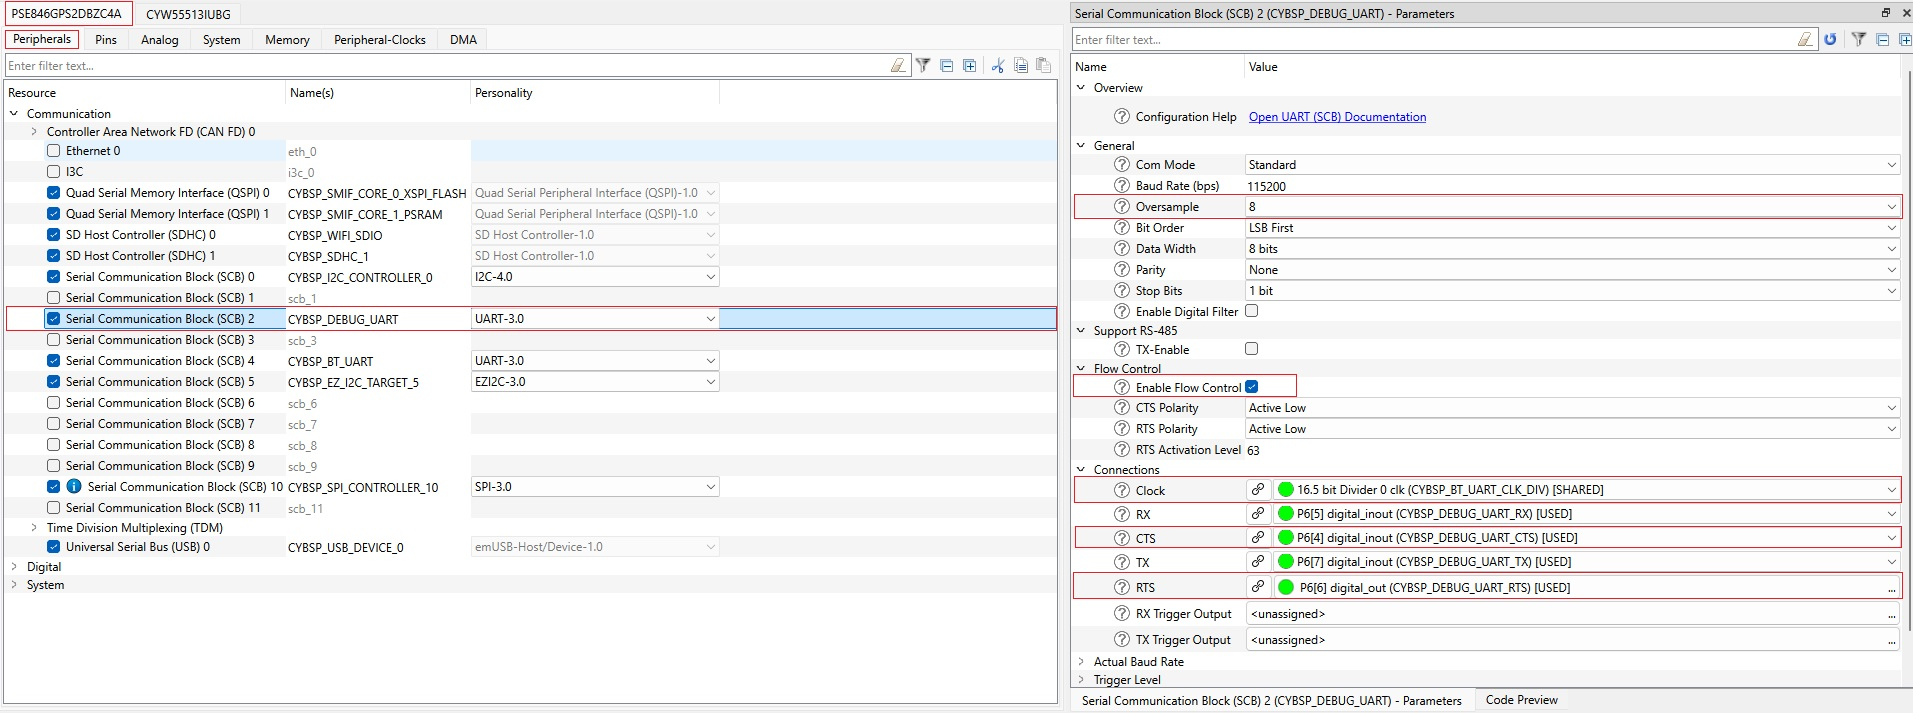 PSE846GPS2DBZC4A CYW55513IUBG
Peripherals Pins Analog System Memory Peripheral-Clocks DMA
Enter filter text...
Resource Name(s) Personality
Communication
Controller Area Network FD (CAN FD) 0
Ethernet 0 eth_0
I3C i3c_0
Quad Serial Memory Interface (QSPI) 0 CYBSP_SMIF_CORE_0_XSPI_FLASH Quad Serial Peripheral Interface (QSPI)-1.0
Quad Serial Memory Interface (QSPI) 1 CYBSP_SMIF_CORE_1_PSRAM Quad Serial Peripheral Interface (QSPI)-1.0
SD Host Controller (SDHC) 0 CYBSP_WIFI_SDIO SD Host Controller-1.0
SD Host Controller (SDHC) 1 CYBSP_SDHC_1 SD Host Controller-1.0
Serial Communication Block (SCB) 0 CYBSP_I2C_CONTROLLER_0 I2C-4.0
Serial Communication Block (SCB) 1 scb_1
Serial Communication Block (SCB) 2 CYBSP_DEBUG_UART UART-3.0
Serial Communication Block (SCB) 3 scb_3
Serial Communication Block (SCB) 4 CYBSP_BT_UART UART-3.0
Serial Communication Block (SCB) 5 CYBSP_EZ_I2C_TARGET_5 EZI2C-3.0
Serial Communication Block (SCB) 6 scb_6
Serial Communication Block (SCB) 7 scb_7
Serial Communication Block (SCB) 8 scb_8
Serial Communication Block (SCB) 9 scb_9
Serial Communication Block (SCB) 10 CYBSP_SPI_CONTROLLER_10 SPI-3.0
Serial Communication Block (SCB) 11 scb_11
Time Division Multiplexing (TDM)
Universal Serial Bus (USB) 0 CYBSP_USB_DEVICE_0 emUSB-Host/Device-1.0
Digital
System
Serial Communication Block (SCB) 2 (CYBSP_DEBUG_UART) - Parameters
Enter filter text...
Name Value
Overview
Configuration Help Open UART (SCB) Documentation
General
Com Mode Standard
Baud Rate (bps) 115200
Oversample 8
Bit Order LSB First
Data Width 8 bits
Parity None
Stop Bits 1 bit
Enable Digital Filter
Support RS-485
TX-Enable
Flow Control
Enable Flow Control
CTS Polarity Active Low
RTS Polarity Active Low
RTS Activation Level 63
Connections
Clock 16.5 bit Divider 0 clk (CYBSP_BT_UART_CLK_DIV) [SHARED]
RX P6[5] digital_inout (CYBSP_DEBUG_UART_RX) [USED]
CTS P6[4] digital_inout (CYBSP_DEBUG_UART_CTS) [USED]
TX P6[7] digital_inout (CYBSP_DEBUG_UART_TX) [USED]
RTS P6[6] digital_out (CYBSP_DEBUG_UART_RTS) [USED] ...
RX Trigger Output <unassigned> ...
TX Trigger Output <unassigned> ...
Actual Baud Rate
Trigger Level
Serial Communication Block (SCB) 2 (CYBSP_DEBUG_UART) - Parameters Code Preview